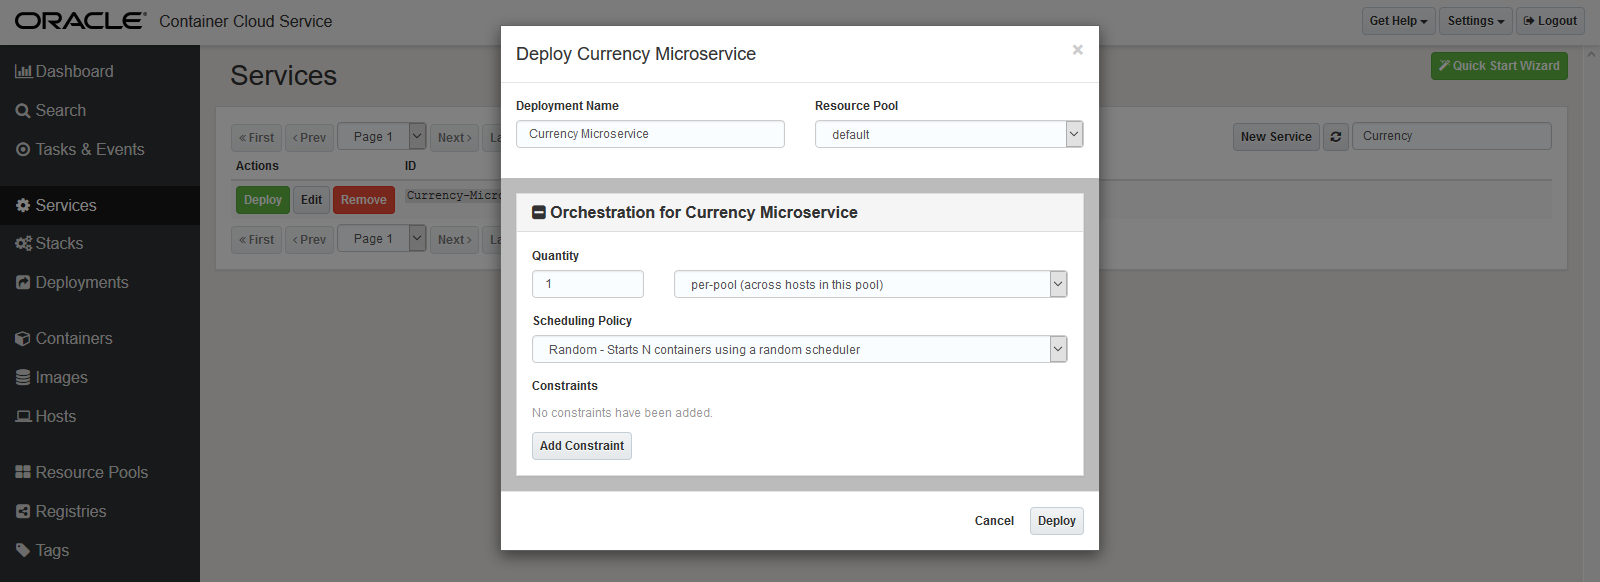 ORACLE® Container Cloud Service
Get Help
Settings
Logout
Dashboard
Search
Tasks & Events
Services
Stacks
Deployments
Containers
Images
Hosts
Resource Pools
Registries
Tags
Services
Quick Start Wizard
« First
‹ Prev
Page 1
Next ›
La
New Service
Currency
Actions
ID
Deploy
Edit
Remove
Currency-Micro
« First
‹ Prev
Page 1
Next ›
La
Deploy Currency Microservice
×
Deployment Name
Resource Pool
Currency Microservice
default
Orchestration for Currency Microservice
Quantity
1
per-pool (across hosts in this pool)
Scheduling Policy
Random - Starts N containers using a random scheduler
Constraints
No constraints have been added.
Add Constraint
Cancel
Deploy